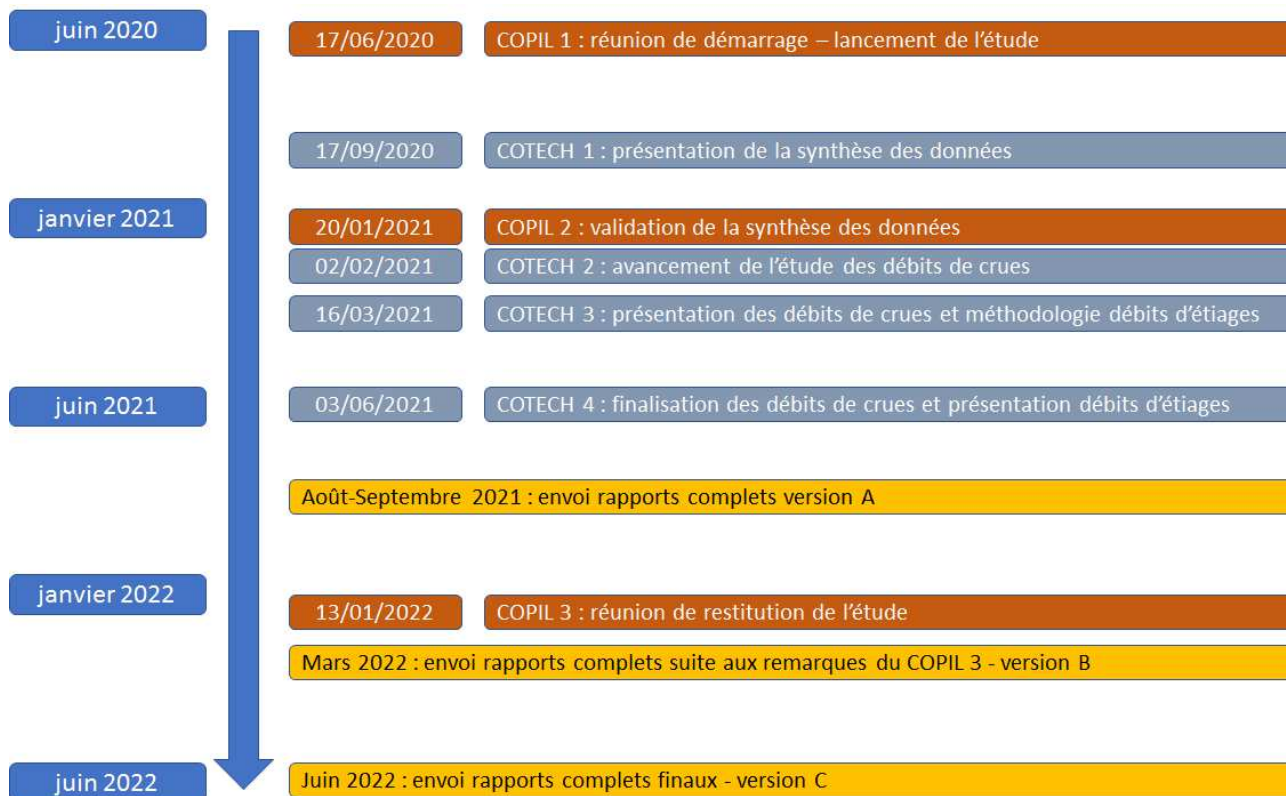 juin 2020
17/06/2020 COPIL 1 : réunion de démarrage – lancement de l'étude
17/09/2020 COTECH 1 : présentation de la synthèse des données
janvier 2021
20/01/2021 COPIL 2 : validation de la synthèse des données
02/02/2021 COTECH 2 : avancement de l'étude des débits de crues
16/03/2021 COTECH 3 : présentation des débits de crues et méthodologie débits d'étiages
juin 2021
03/06/2021 COTECH 4 : finalisation des débits de crues et présentation débits d'étiages
Août-Septembre 2021 : envoi rapports complets version A
janvier 2022
13/01/2022 COPIL 3 : réunion de restitution de l'étude
Mars 2022 : envoi rapports complets suite aux remarques du COPIL 3 - version B
juin 2022
Juin 2022 : envoi rapports complets finaux - version C